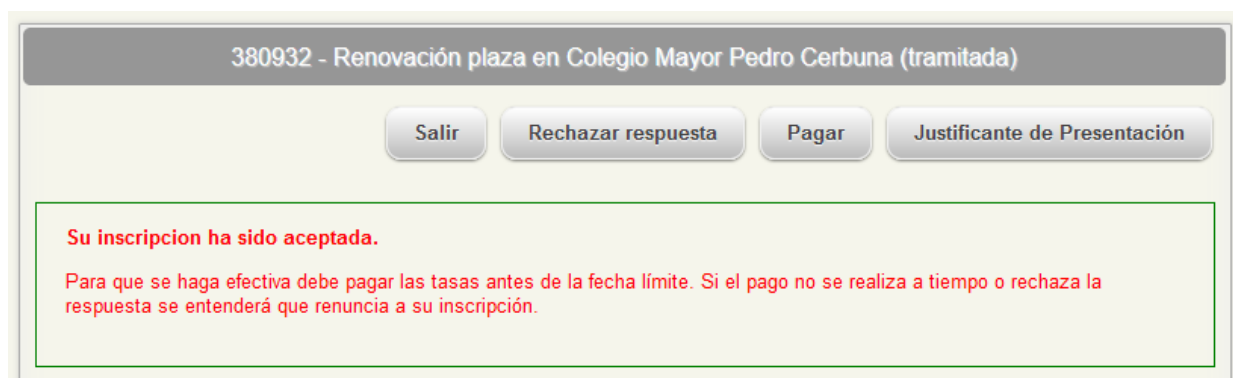 380932 - Renovación plaza en Colegio Mayor Pedro Cerbuna (tramitada)
Salir Rechazar respuesta Pagar Justificante de Presentación
Su inscripcion ha sido aceptada.
Para que se haga efectiva debe pagar las tasas antes de la fecha límite. Si el pago no se realiza a tiempo o rechaza la
respuesta se entenderá que renuncia a su inscripción.